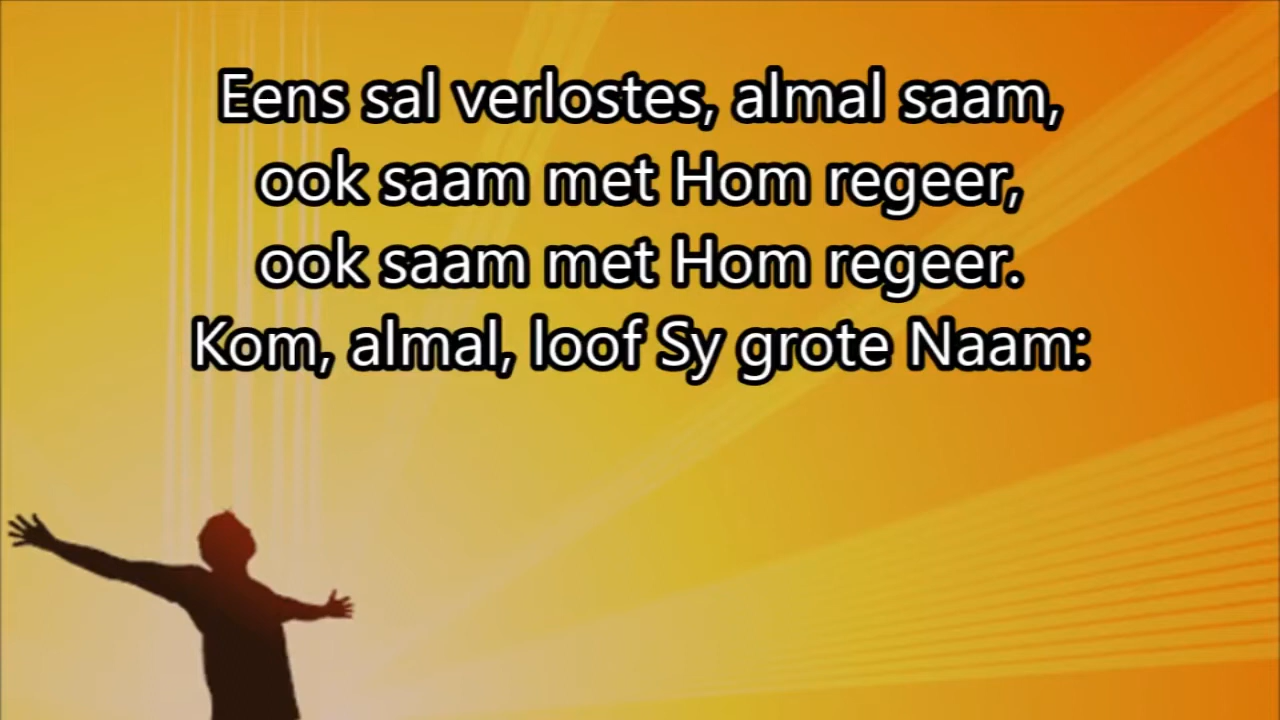 Eens sal verlostes, almal saam,
ook saam met Hom regeer,
ook saam met Hom regeer.
Kom, almal, loof Sy grote Naam: